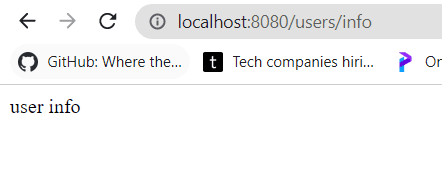 localhost:8080/users/info
GitHub: Where the... t Tech companies hiri... Or
user info